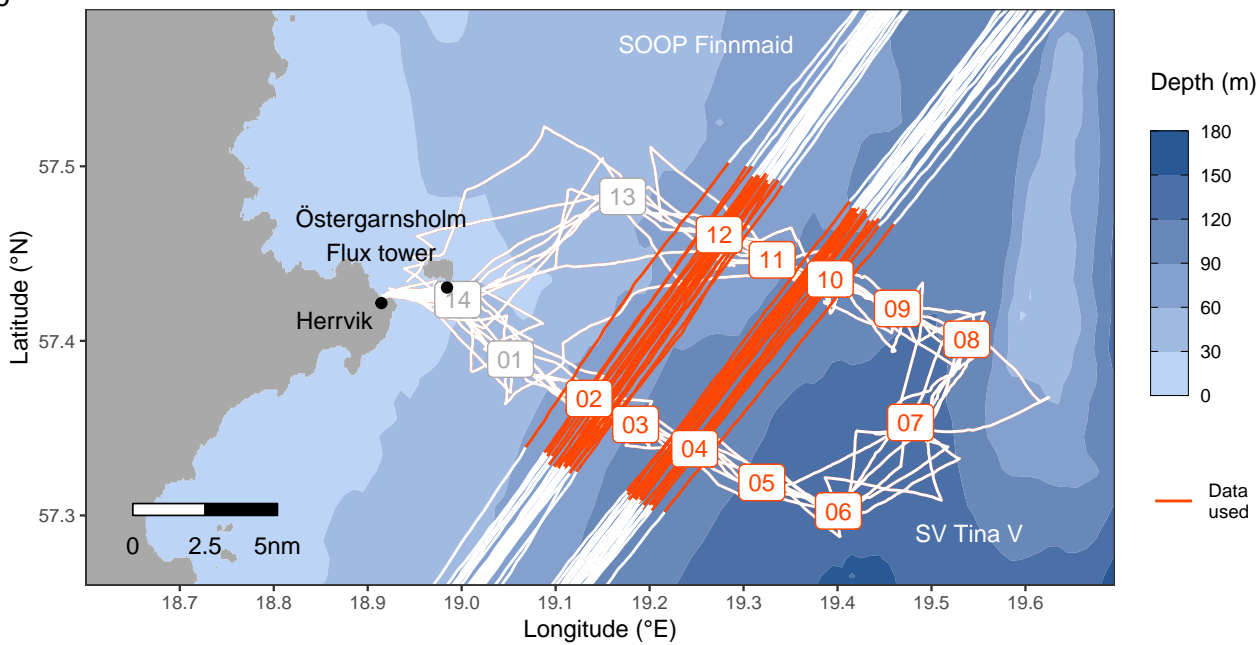 SOOP Finnmaid
Depth (m)
180
150
120
90
60
30
0
57.5
57.4
57.3
Latitude (°N)
13
12
11
10
09
08
Östergarnsholm
Flux tower
14
Herrvik
01
02
03
04
05
06
07
SV Tina V
Data
used
0 2.5 5nm
18.7 18.8 18.9 19.0 19.1 19.2 19.3 19.4 19.5 19.6
Longitude (°E)